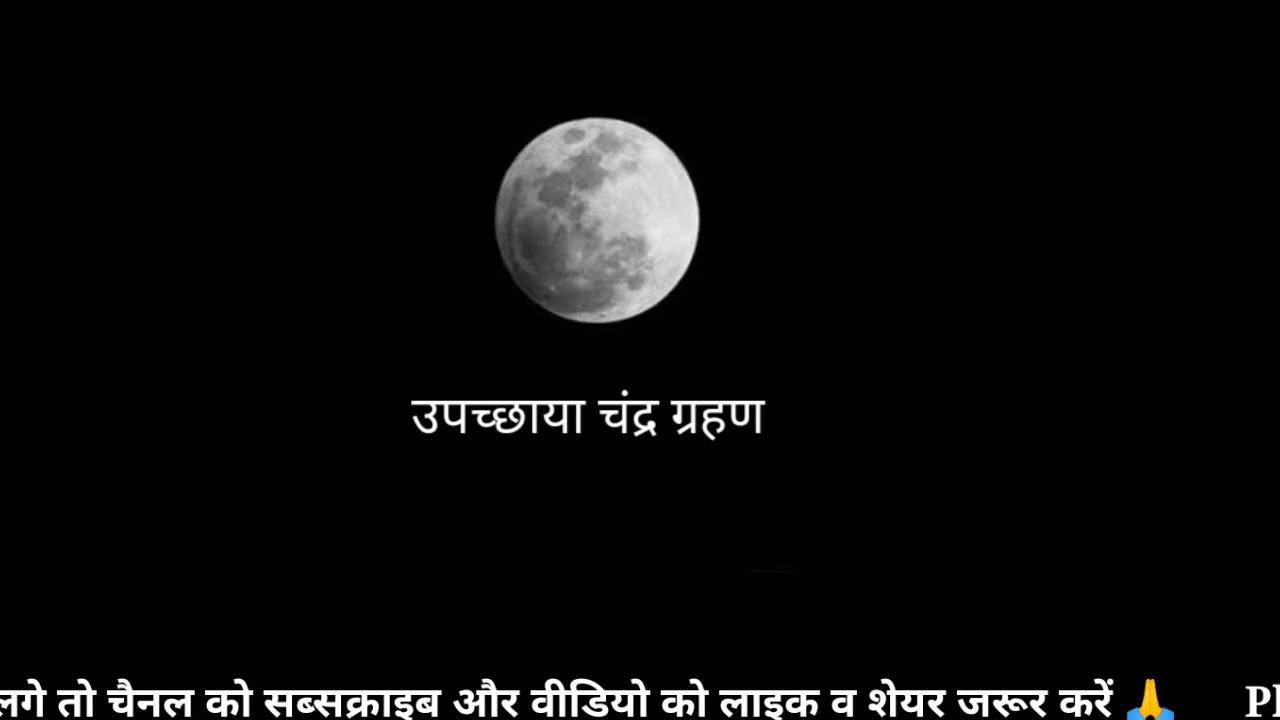 उपच्छाया चंद्र ग्रहण
लगे तो चैनल को सब्सक्राइब और वीडियो को लाइक व शेयर जरूर करें 🙏